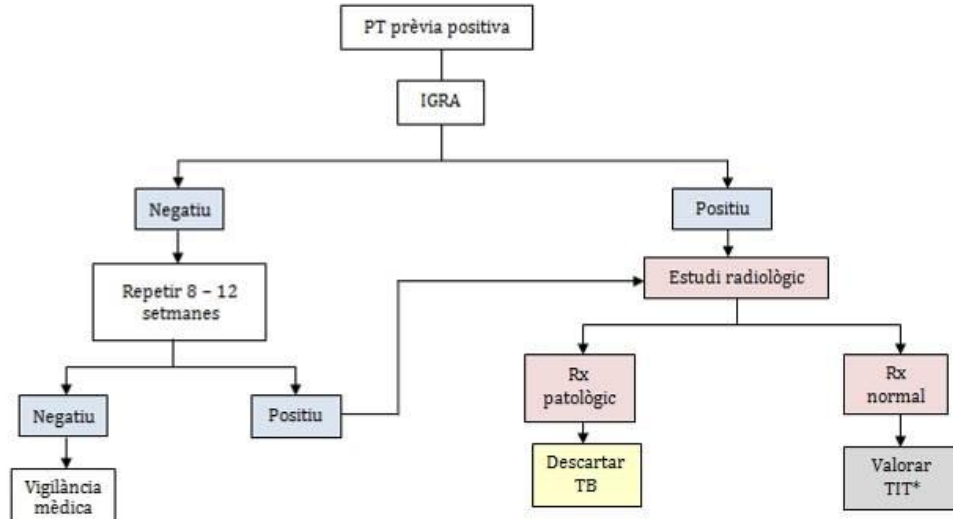 PT prèvia positiva
IGRA
Negatiu
Positiu
Repetir 8 – 12
setmanes
Estudi radiològic
Negatiu
Positiu
Rx
patològic
Rx
normal
Vigilància
mèdica
Descartar
TB
Valorar
TIT*